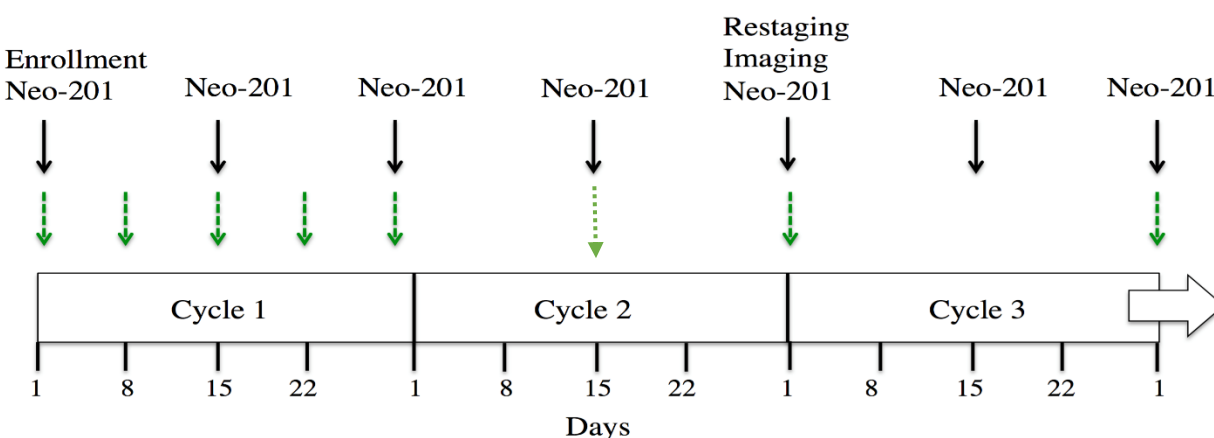 Enrollment
Neo-201
Neo-201
Neo-201
Neo-201
Restaging
Imaging
Neo-201
Neo-201
Neo-201
Cycle 1
Cycle 2
Cycle 3
1 8 15 22 1 8 15 22 1 8 15 22 1
Days